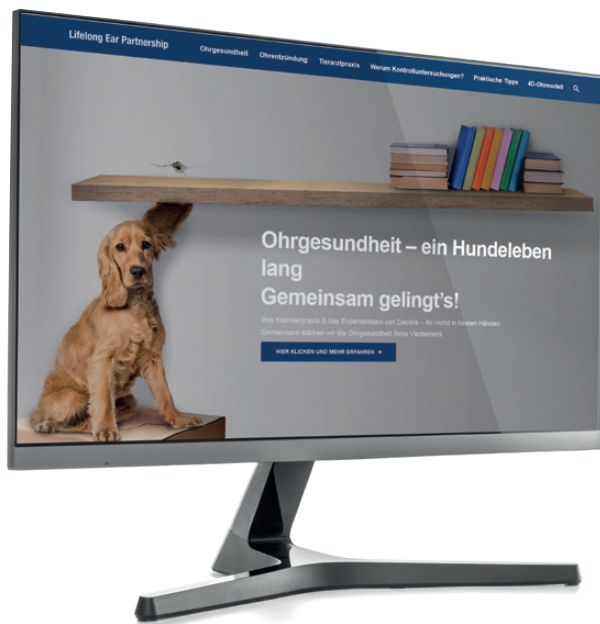 Lifelong Ear Partnership
Ohrgesundheit Ohrentzündung Tierarztpraxis Warum Kontrolluntersuchungen? Praktische Tipps 4D-Ohrmodell
Ohrgesundheit – ein Hundeleben
lang
Gemeinsam gelingt's!
Ihre Kleintierpraxis & das Expertenteam von Dechra – Ihr Hund in besten Händen
Gemeinsam stärken wir die Ohrgesundheit Ihres Vierbeiners
HIER KLICKEN UND MEHR ERFAHREN